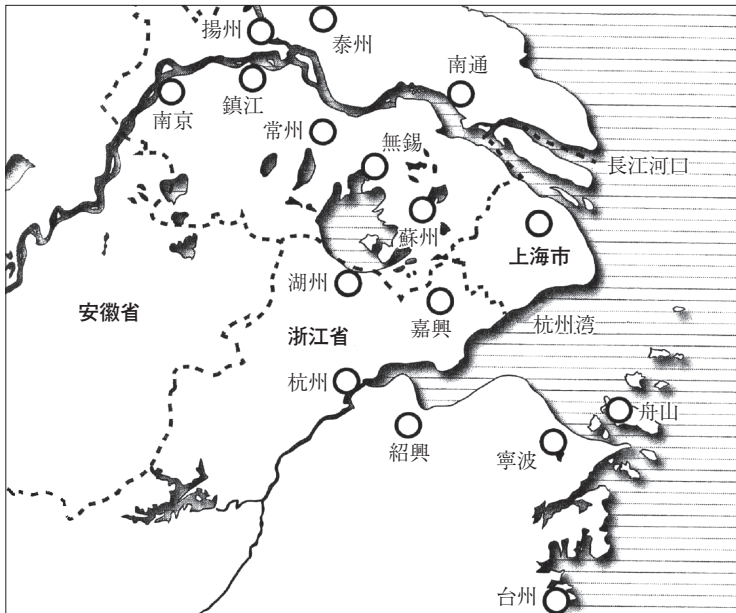 揚州
泰州
南通
南京
鎮江
常州
無錫
長江河口
蘇州
上海市
湖州
安徽省
浙江省
嘉興
杭州湾
杭州
舟山
紹興
寧波
台州